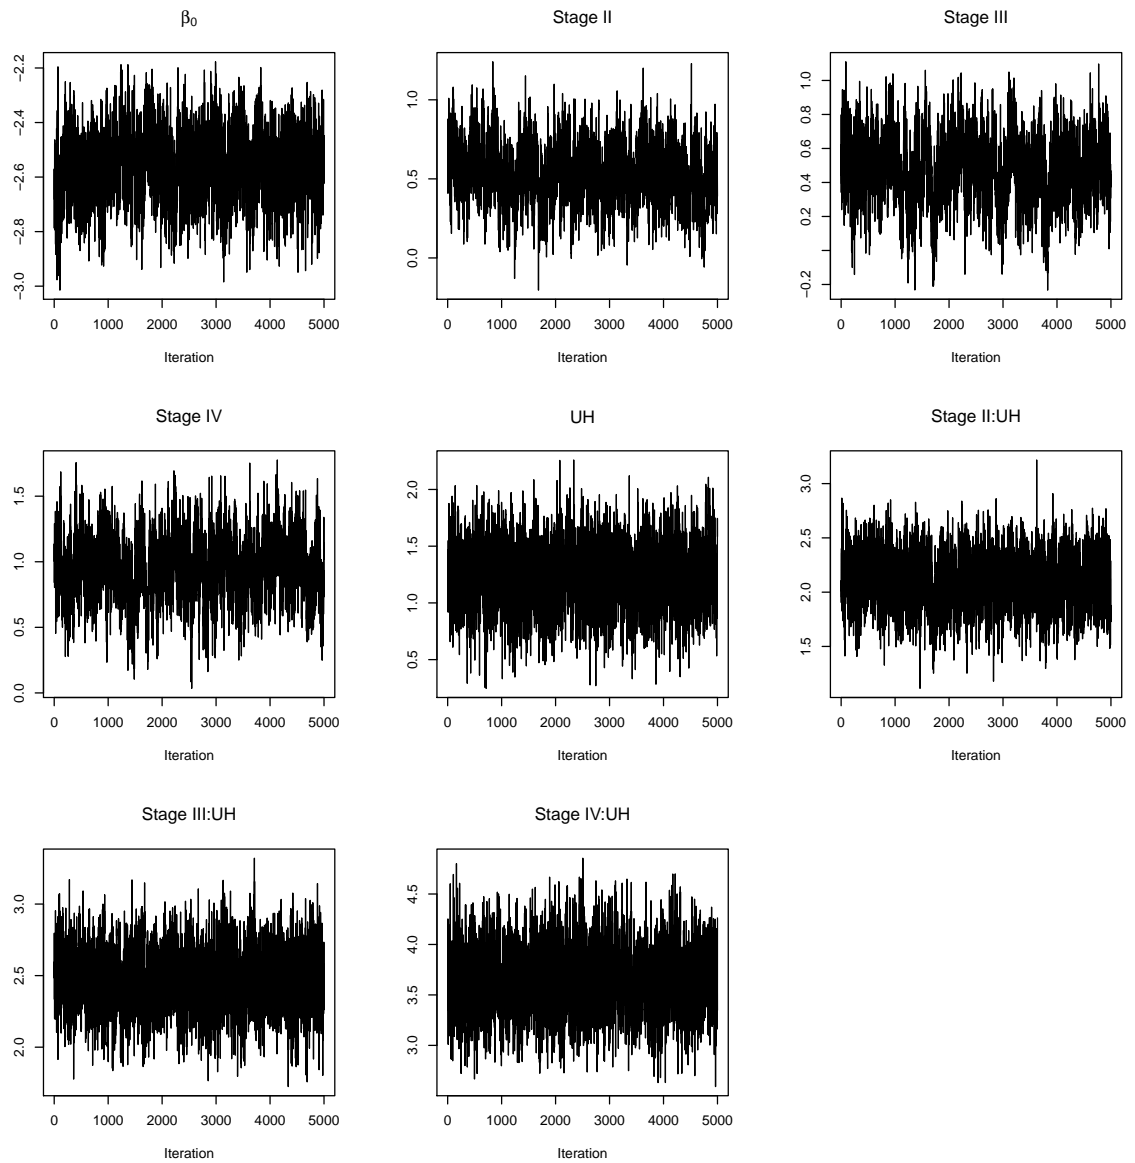 β₀
Stage II
Stage III
−2.2
−2.4
−2.6
−2.8
−3.0
1.0
0.5
0.0
1.0
0.8
0.6
0.4
0.2
−0.2
0 1000 2000 3000 4000 5000
0 1000 2000 3000 4000 5000
0 1000 2000 3000 4000 5000
Iteration
Iteration
Iteration
Stage IV
UH
Stage II:UH
1.5
1.0
0.5
0.0
2.0
1.5
1.0
0.5
3.0
2.5
2.0
1.5
0 1000 2000 3000 4000 5000
0 1000 2000 3000 4000 5000
0 1000 2000 3000 4000 5000
Iteration
Iteration
Iteration
Stage III:UH
Stage IV:UH
3.0
2.5
2.0
4.5
4.0
3.5
3.0
0 1000 2000 3000 4000 5000
0 1000 2000 3000 4000 5000
Iteration
Iteration